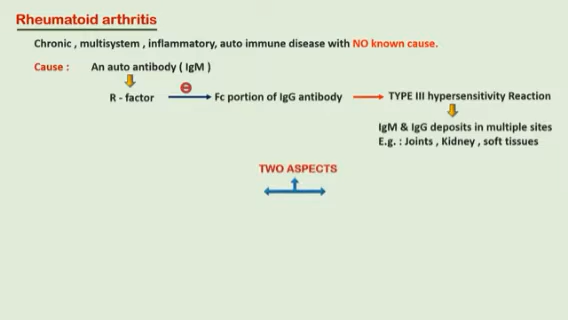 Rheumatoid arthritis
Chronic , multisystem , inflammatory, auto immune disease with NO known cause.
Cause : An auto antibody ( IgM )
R - factor Fc portion of IgG antibody TYPE III hypersensitivity Reaction
IgM & IgG deposits in multiple sites
E.g. : Joints , Kidney , soft tissues
TWO ASPECTS